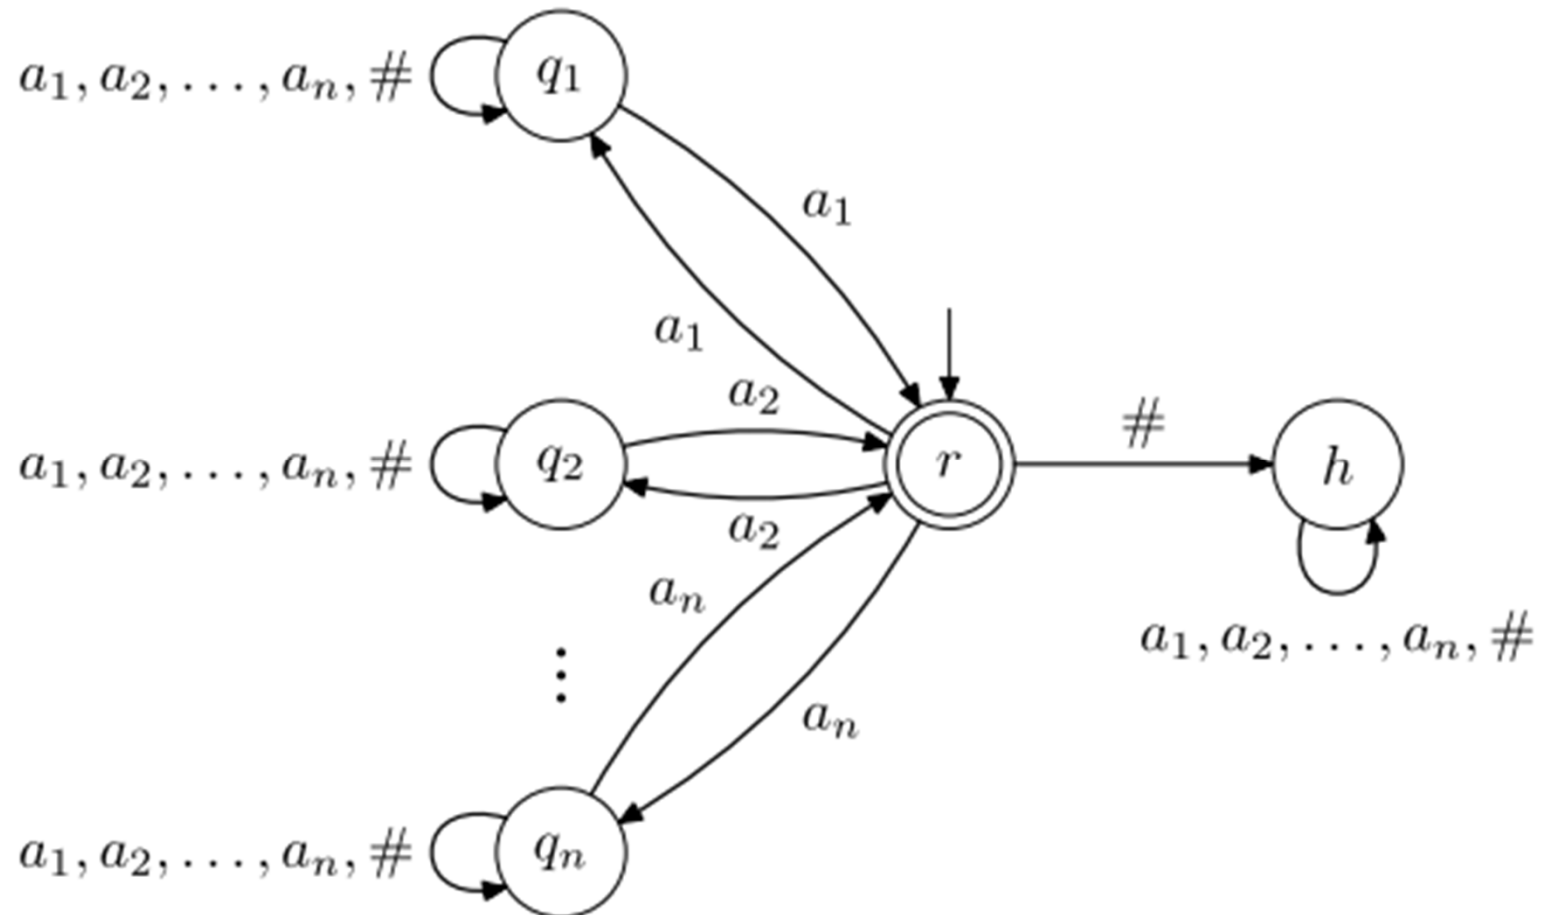 a₁, a₂, . . . , aₙ, #
q₁
a₁
a₁
a₂
a₁, a₂, . . . , aₙ, #
q₂
r
#
h
a₂
aₙ
a₁, a₂, . . . , aₙ, #
⋮
aₙ
a₁, a₂, . . . , aₙ, #
qₙ